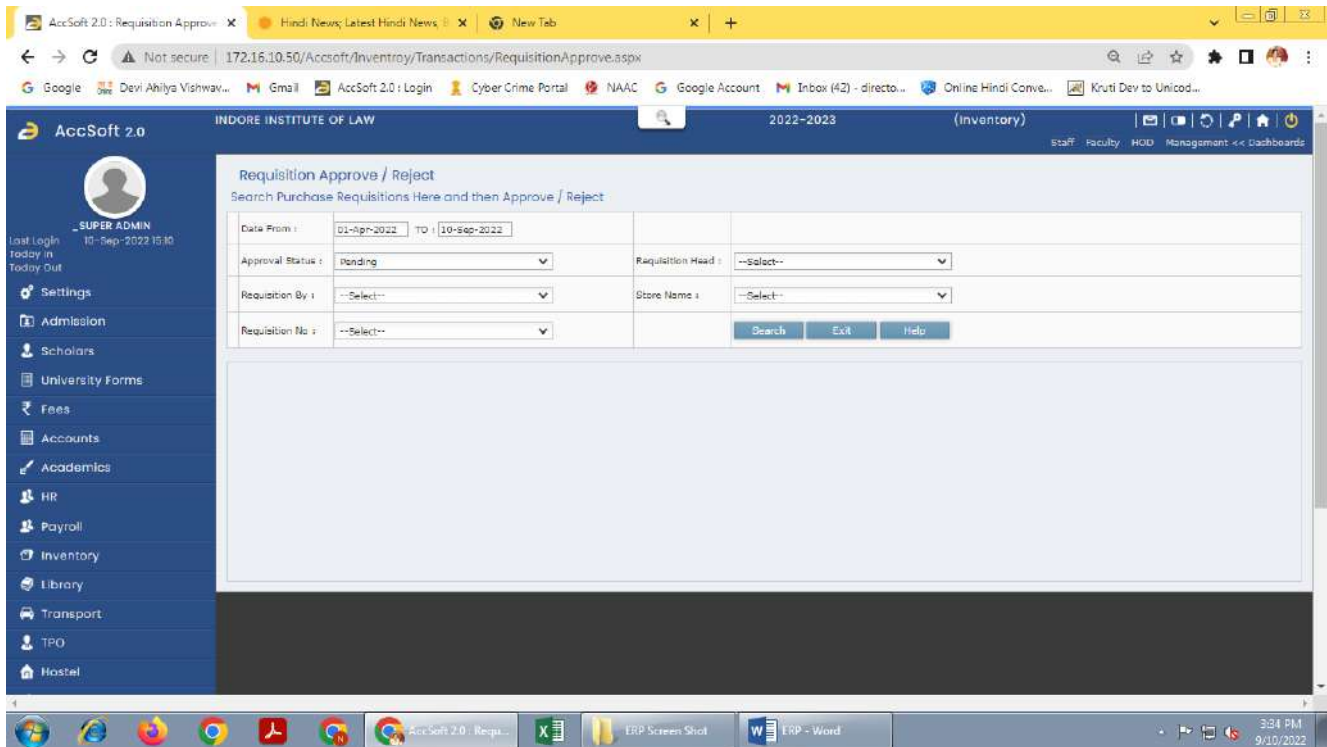 AccSoft 2.0 : Requisition Approve
Hindi News; Latest Hindi News,
New Tab
Not secure 172.16.10.50/Accsoft/Inventroy/Transactions/RequisitionApprove.aspx
Google Devi Ahilya Vishwav... Gmail AccSoft 2.0 : Login Cyber Crime Portal NAAC Google Account Inbox (42) - directo... Online Hindi Conve... Kruti Dev to Unicod...
AccSoft 2.0
INDORE INSTITUTE OF LAW 2022-2023 (Inventory)
Staff Faculty HOD Management << Dashboards
_SUPER ADMIN
Last Login 10-Sep-2022 15:10
Today In
Today Out
Settings
Admission
Scholars
University Forms
Fees
Accounts
Academics
HR
Payroll
Inventory
Library
Transport
TPO
Hostel
Requisition Approve / Reject
Search Purchase Requisitions Here and then Approve / Reject
Date From : 01-Apr-2022 TO : 10-Sep-2022
Approval Status : Pending Requisition Head : --Select--
Requisition By : --Select-- Store Name : --Select--
Requisition No : --Select-- Search Exit Help
AccSoft 2.0 : Requ... ERP Screen Shot ERP - Word
3:34 PM
9/10/2022